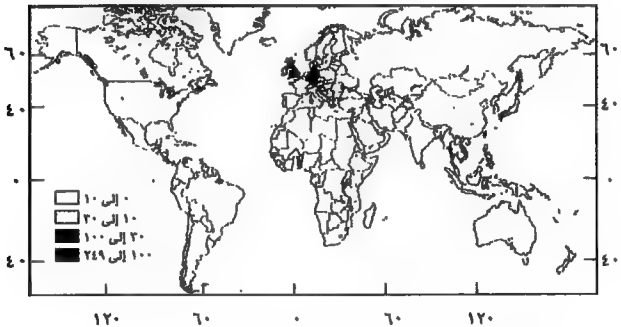 ٦٠ ٦٠
٤٠ ٤٠
٠ ٠
٠ إلى ١٠
١٠ إلى ٣٠
٣٠ إلى ١٠٠
١٠٠ إلى ٢٤٩
٤٠ ٤٠
١٢٠ ٦٠ ٠ ٦٠ ١٢٠